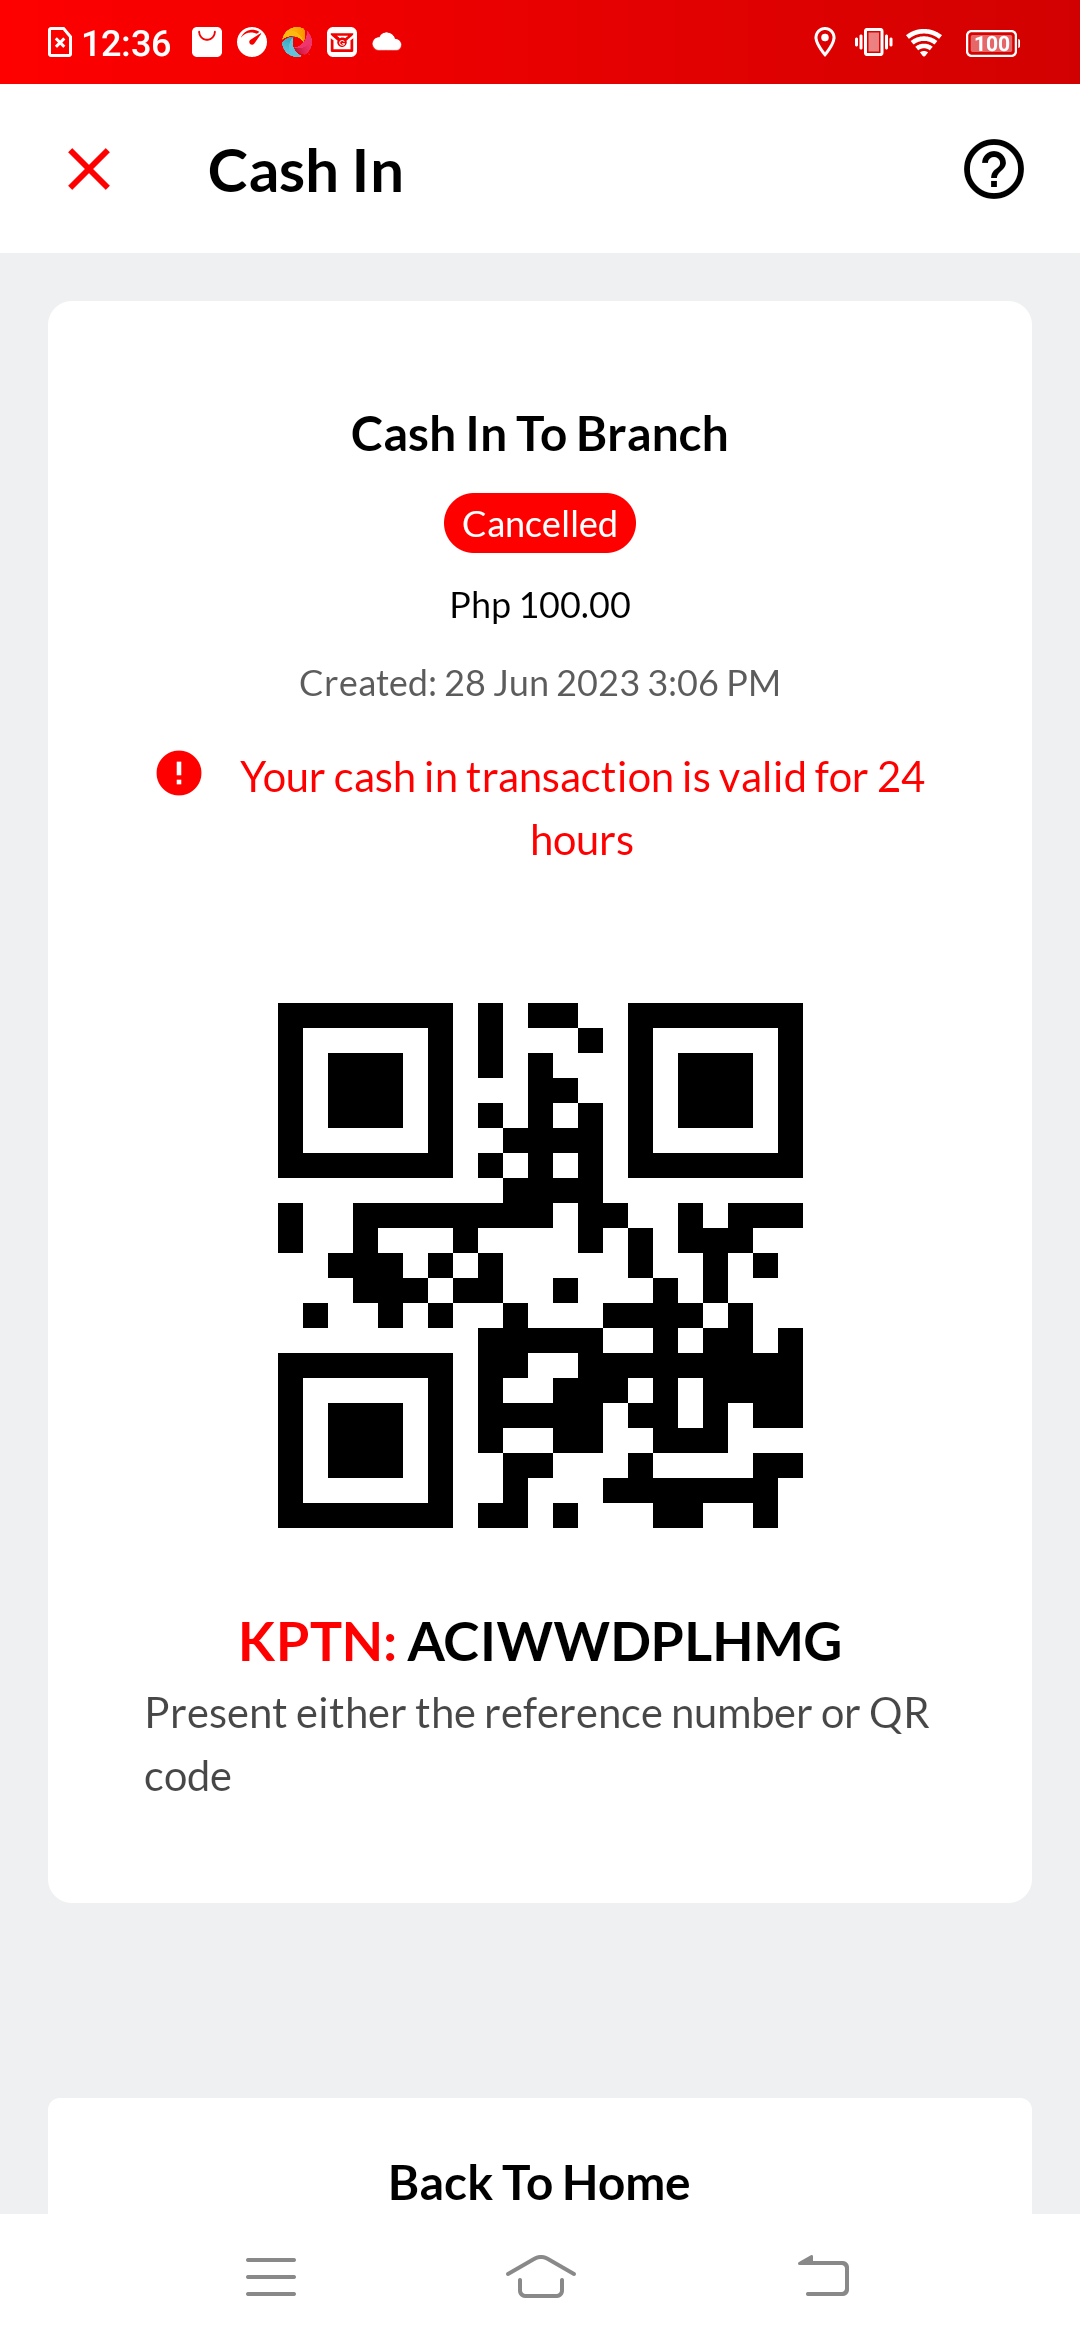 12:36
100
Cash In
Cash In To Branch
Cancelled
Php 100.00
Created: 28 Jun 2023 3:06 PM
Your cash in transaction is valid for 24
hours
KPTN: ACIWWDPLHMG
Present either the reference number or QR
code
Back To Home